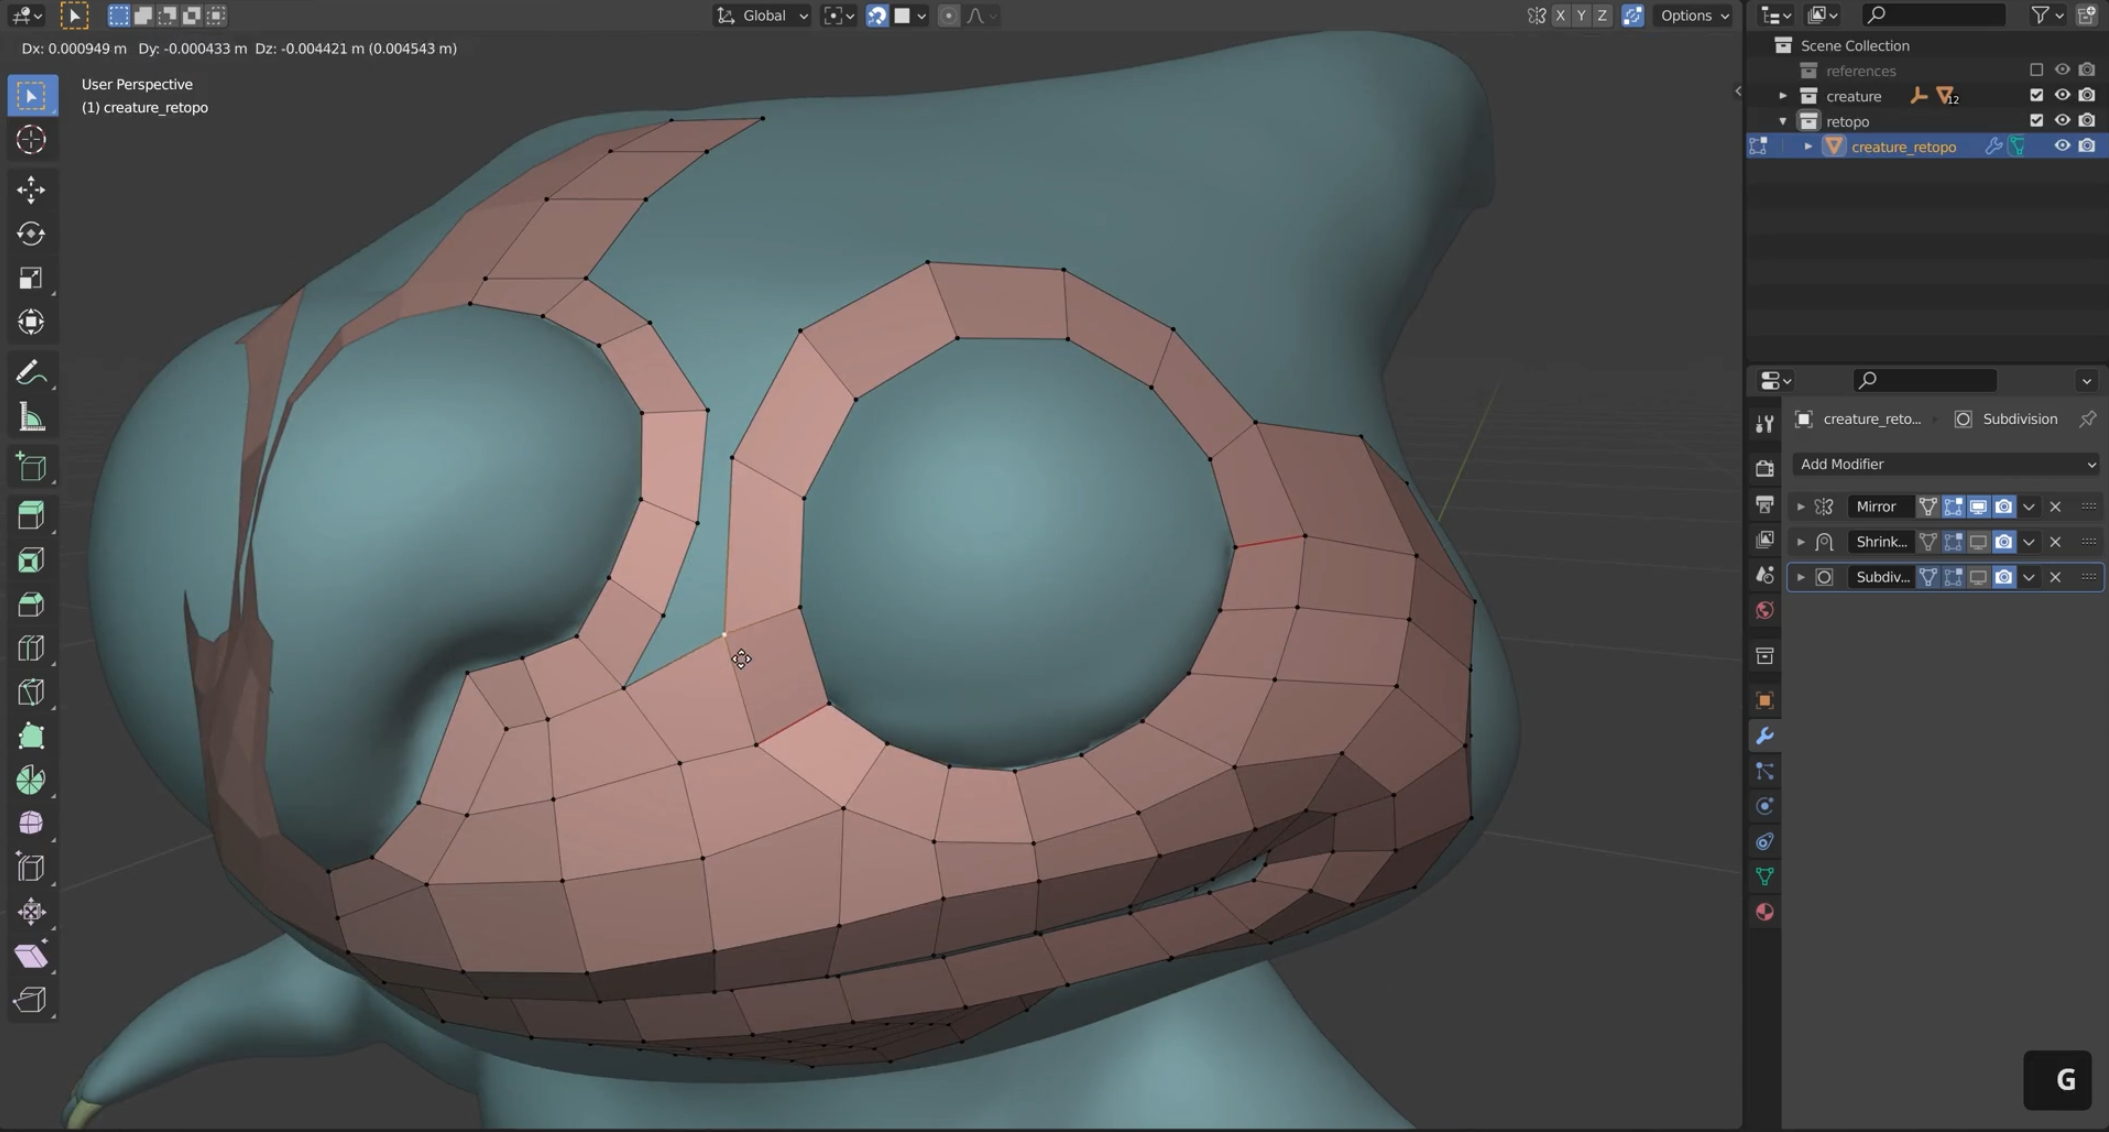 Global
X Y Z
Options
Dx: 0.000949 m Dy: -0.000433 m Dz: -0.004421 m (0.004543 m)
User Perspective
(1) creature_retopo
Scene Collection
references
creature
12
retopo
creature_retopo
creature_reto...
Subdivision
Add Modifier
Mirror
Shrink...
Subdiv...
G